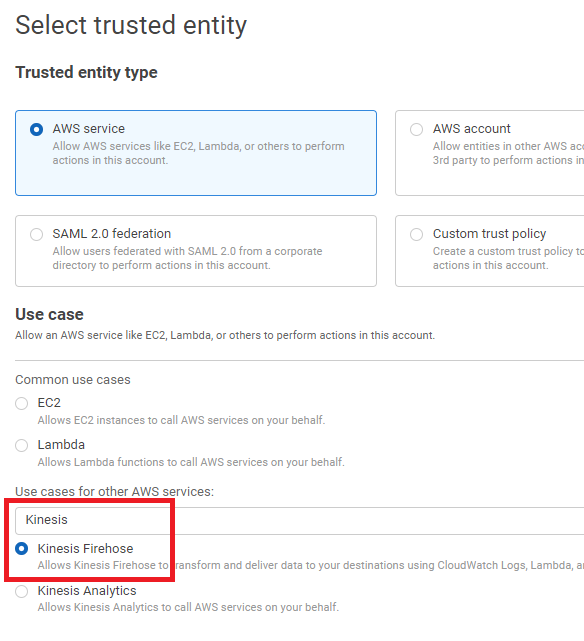 Select trusted entity
Trusted entity type
AWS service
Allow AWS services like EC2, Lambda, or others to perform
actions in this account.
AWS account
Allow entities in other AWS acc
3rd party to perform actions in
SAML 2.0 federation
Allow users federated with SAML 2.0 from a corporate
directory to perform actions in this account.
Custom trust policy
Create a custom trust policy to
actions in this account.
Use case
Allow an AWS service like EC2, Lambda, or others to perform actions in this account.
Common use cases
EC2
Allows EC2 instances to call AWS services on your behalf.
Lambda
Allows Lambda functions to call AWS services on your behalf.
Use cases for other AWS services:
Kinesis
Kinesis Firehose
Allows Kinesis Firehose to transform and deliver data to your destinations using CloudWatch Logs, Lambda, an
Kinesis Analytics
Allows Kinesis Analytics to call AWS services on your behalf.